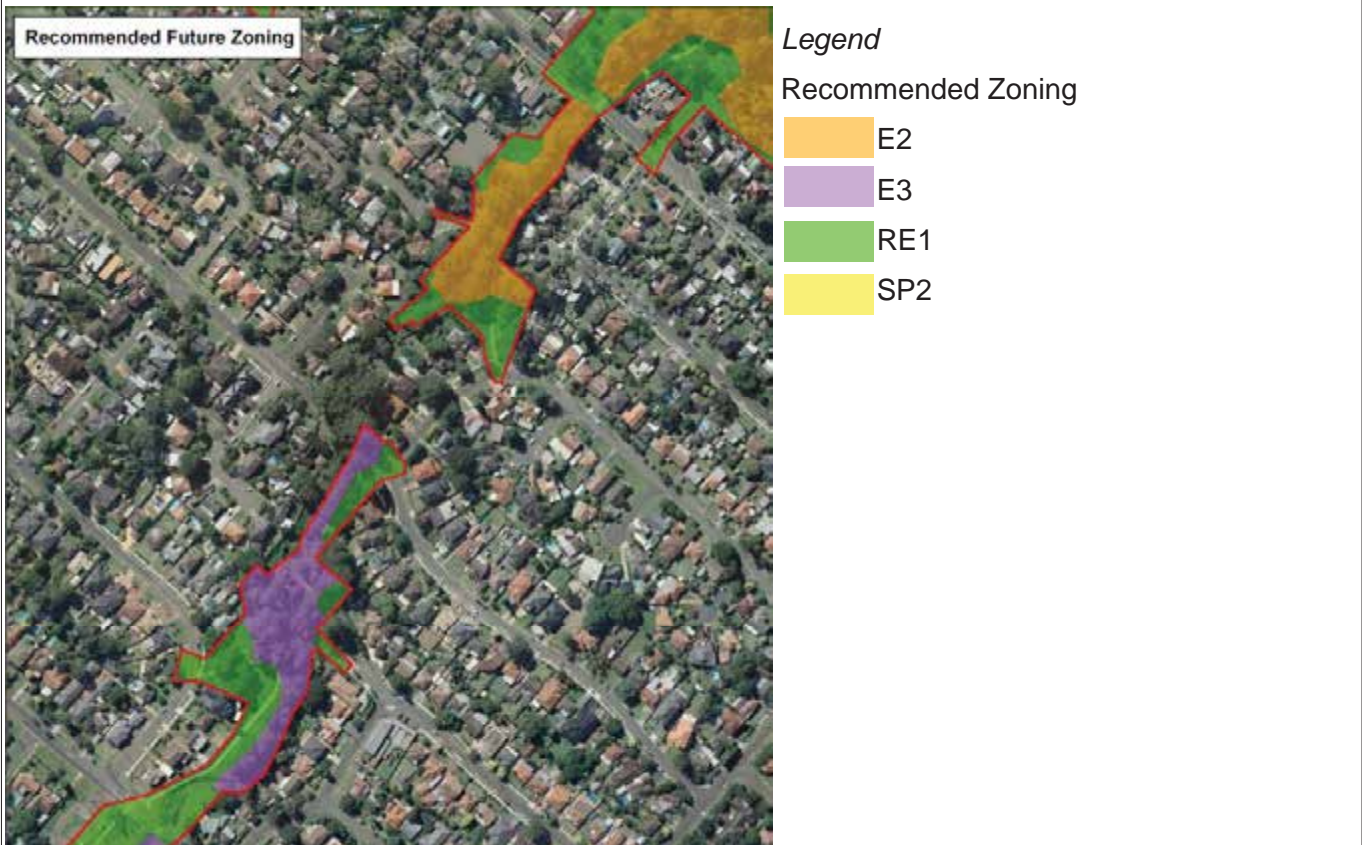 Recommended Future Zoning
Legend
Recommended Zoning
E2
E3
RE1
SP2